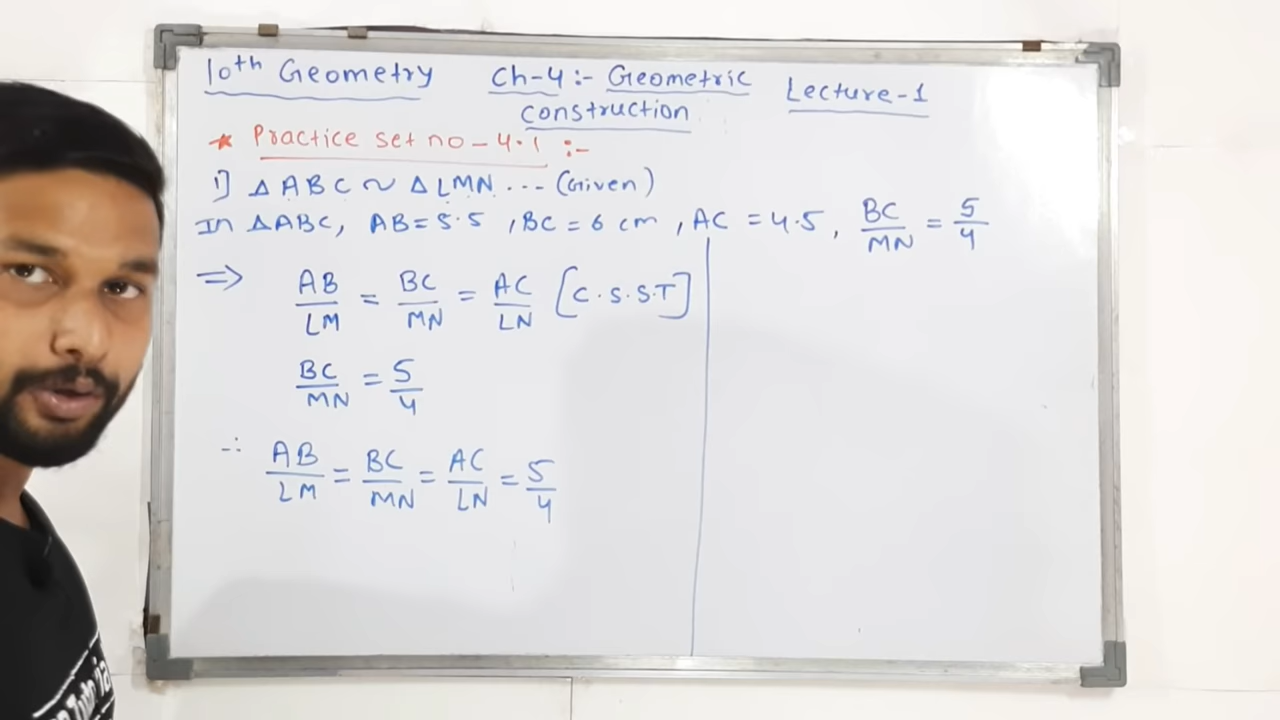 10th Geometry Ch-4:- Geometric construction Lecture-1
* Practice set no-4.1 :-
1] △ABC ~ △LMN ... (Given)
In △ABC, AB=5.5, BC=6 cm, AC=4.5, BC/MN = 5/4
⇒ AB/LM = BC/MN = AC/LN [C.S.S.T]
BC/MN = 5/4
∴ AB/LM = BC/MN = AC/LN = 5/4